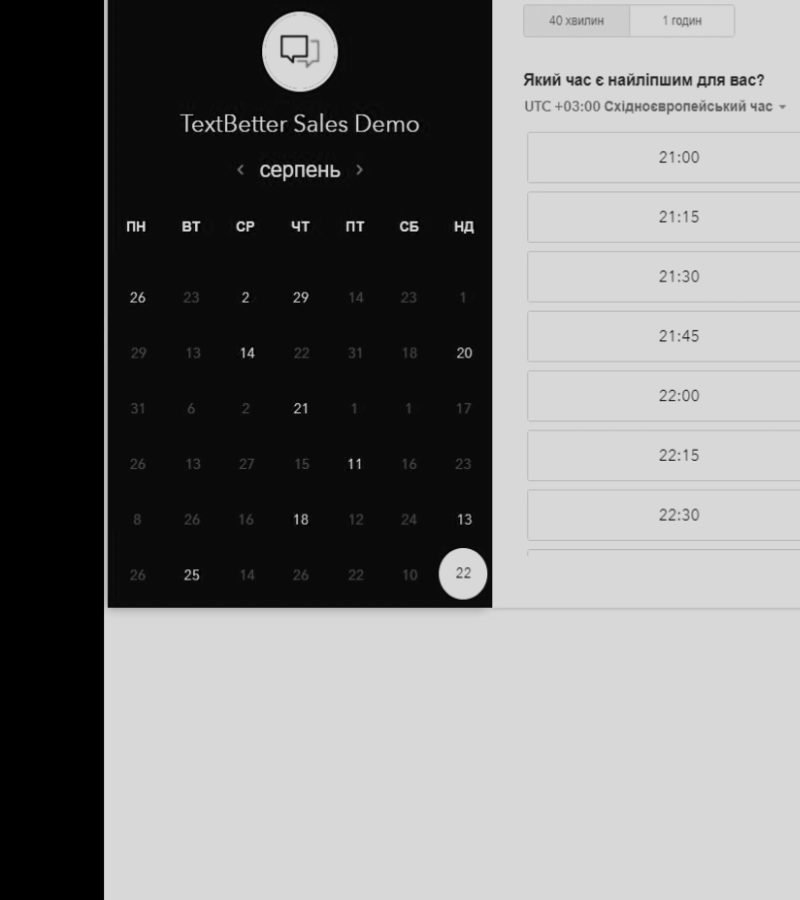 TextBetter Sales Demo
серпень
ПН ВТ СР ЧТ ПТ СБ НД
26 23 2 29 14 23 1
29 13 14 22 31 18 20
31 6 2 21 1 1 17
26 13 27 15 11 16 23
8 26 16 18 12 24 13
26 25 14 26 22 10 22
40 хвилин 1 годин
Який час є найліпшим для вас?
UTC +03:00 Східноєвропейський час
21:00
21:15
21:30
21:45
22:00
22:15
22:30